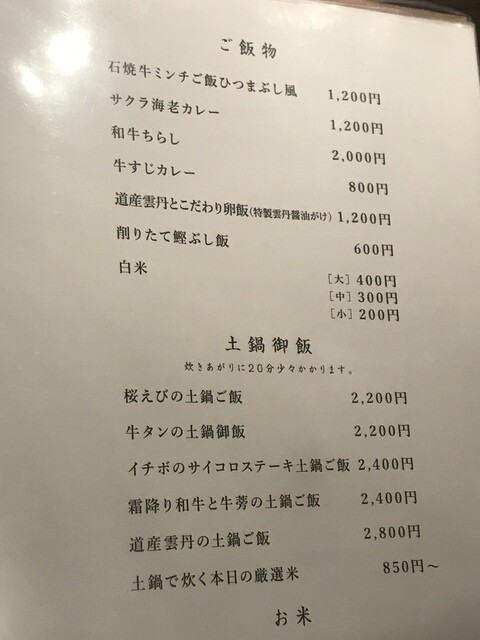 ご飯物
石焼牛ミンチご飯ひつまぶし風 1,200円
サクラ海老カレー 1,200円
和牛ちらし 2,000円
牛すじカレー 800円
道産雲丹とこだわり卵飯(特製雲丹醤油がけ) 1,200円
削りたて鰹ぶし飯 600円
白米 [大] 400円
[中] 300円
[小] 200円
土鍋御飯
炊きあがりに20分少々かかります。
桜えびの土鍋ご飯 2,200円
牛タンの土鍋御飯 2,200円
イチボのサイコロステーキ土鍋ご飯 2,400円
霜降り和牛と牛蒡の土鍋ご飯 2,400円
道産雲丹の土鍋ご飯 2,800円
土鍋で炊く本日の厳選米 850円〜
お米